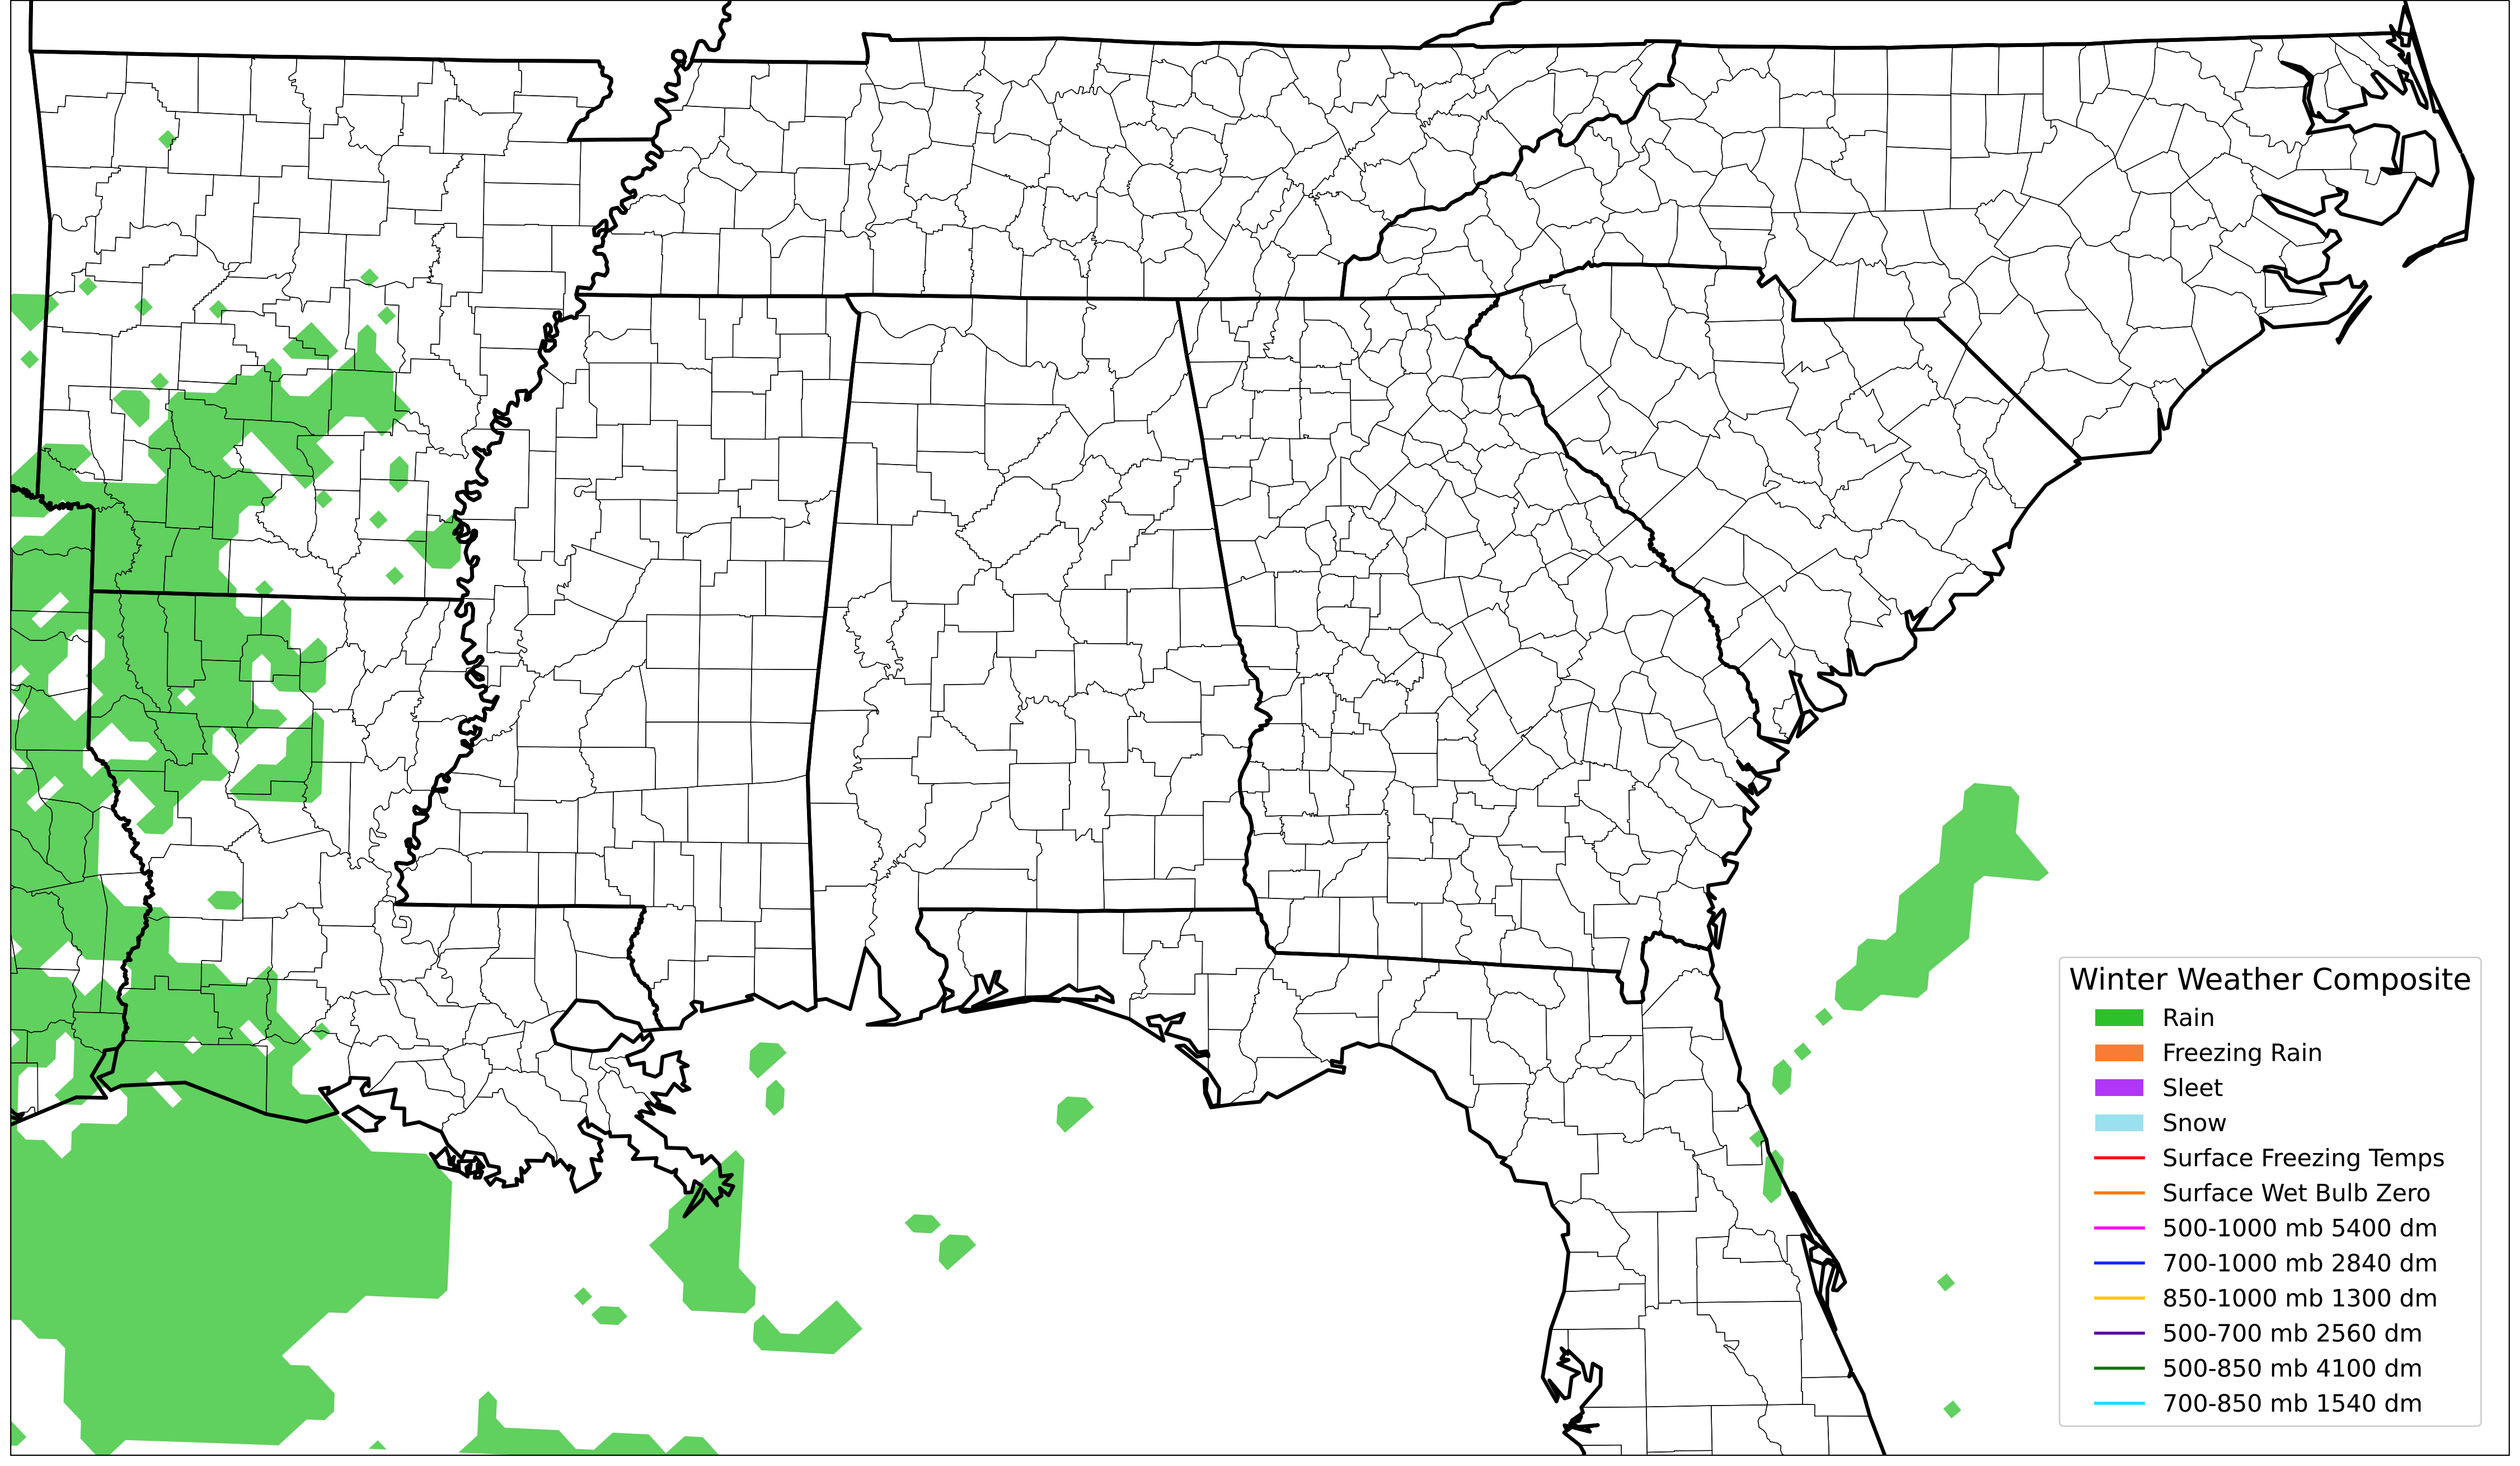 Winter Weather Composite
Rain
Freezing Rain
Sleet
Snow
Surface Freezing Temps
Surface Wet Bulb Zero
500-1000 mb 5400 dm
700-1000 mb 2840 dm
850-1000 mb 1300 dm
500-700 mb 2560 dm
500-850 mb 4100 dm
700-850 mb 1540 dm